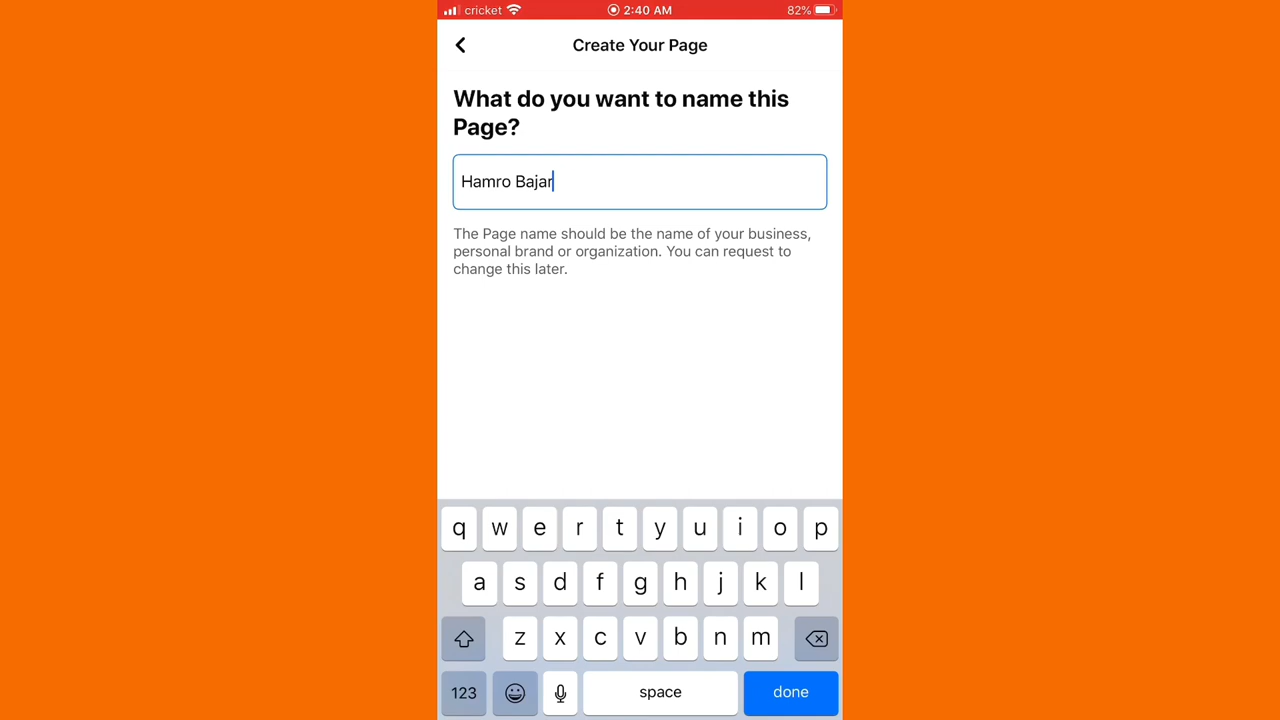 cricket 2:40 AM 82%
Create Your Page
What do you want to name this
Page?
Hamro Bajar
The Page name should be the name of your business,
personal brand or organization. You can request to
change this later.
q w e r t y u i o p
a s d f g h j k l
z x c v b n m
123 space done